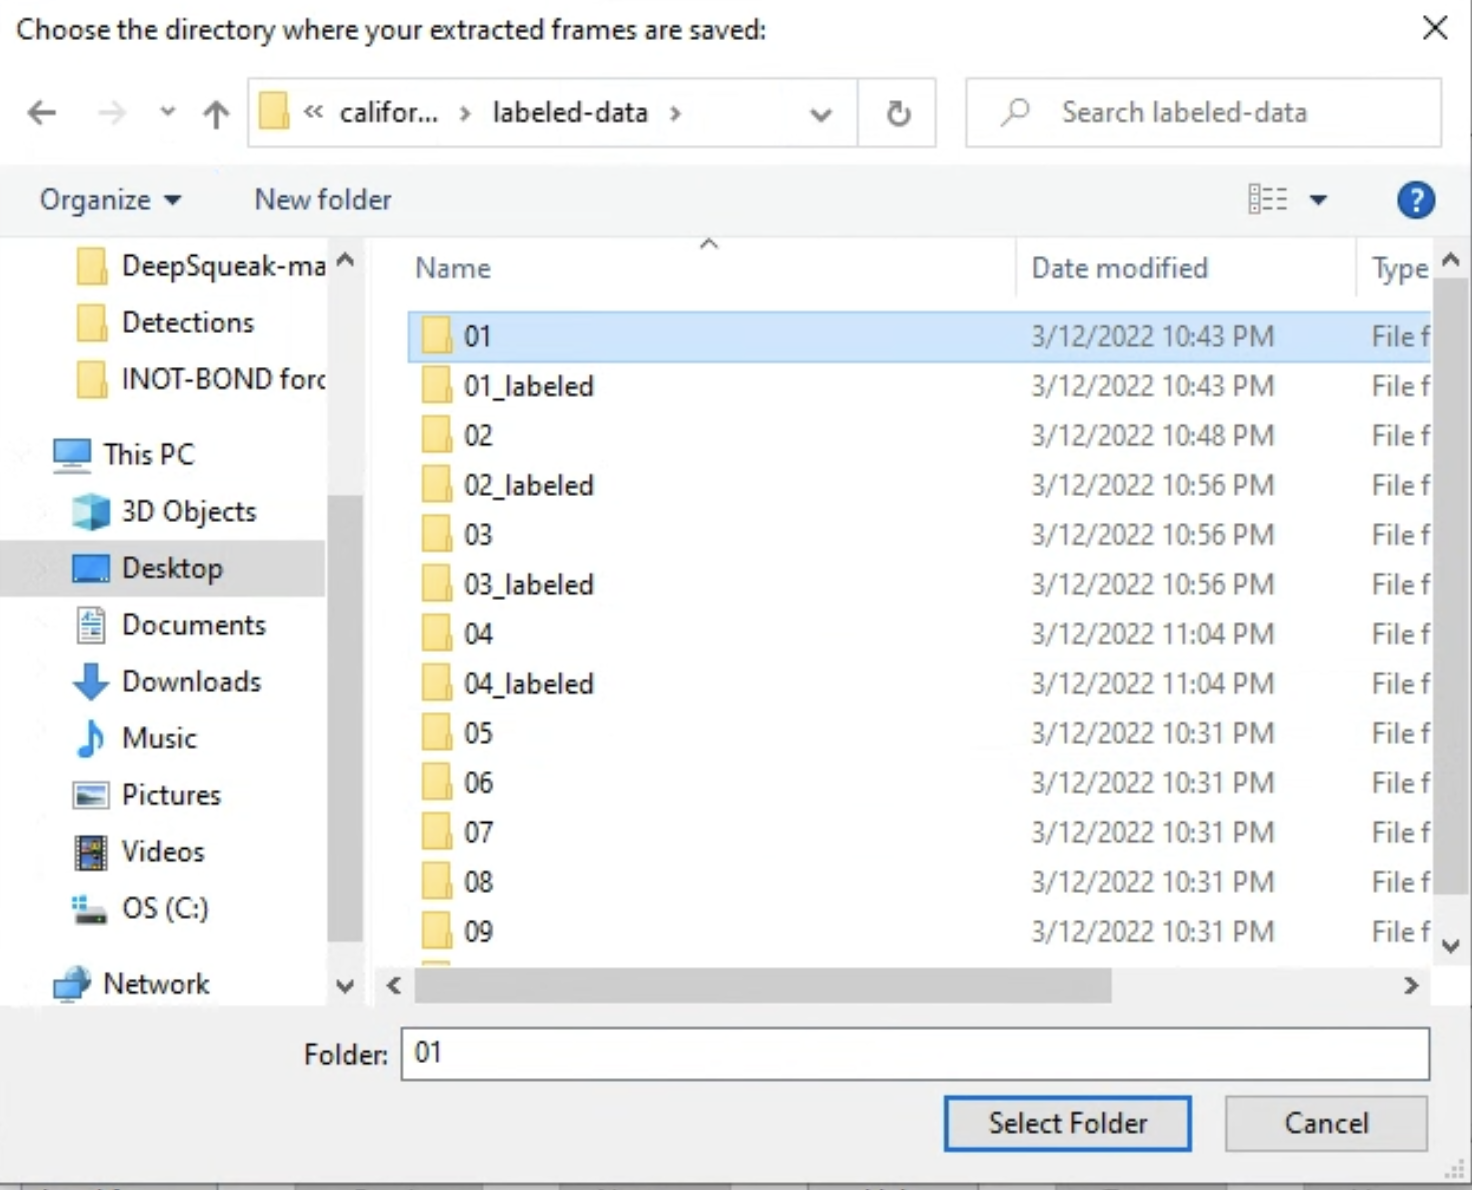 Choose the directory where your extracted frames are saved:
« califor... › labeled-data ›
Search labeled-data
Organize
New folder
?
DeepSqueak-ma
Detections
INOT-BOND forc
This PC
3D Objects
Desktop
Documents
Downloads
Music
Pictures
Videos
OS (C:)
Network
Name Date modified Type
01 3/12/2022 10:43 PM File f
01_labeled 3/12/2022 10:43 PM File f
02 3/12/2022 10:48 PM File f
02_labeled 3/12/2022 10:56 PM File f
03 3/12/2022 10:56 PM File f
03_labeled 3/12/2022 10:56 PM File f
04 3/12/2022 11:04 PM File f
04_labeled 3/12/2022 11:04 PM File f
05 3/12/2022 10:31 PM File f
06 3/12/2022 10:31 PM File f
07 3/12/2022 10:31 PM File f
08 3/12/2022 10:31 PM File f
09 3/12/2022 10:31 PM File f
Folder: 01
Select Folder
Cancel